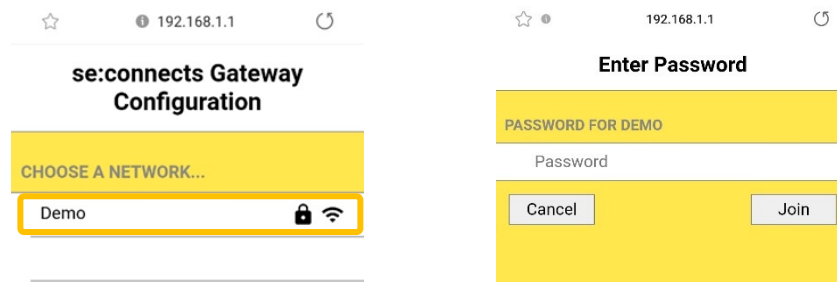 192.168.1.1
se:connects Gateway
Configuration
CHOOSE A NETWORK...
Demo
192.168.1.1
Enter Password
PASSWORD FOR DEMO
Password
Cancel
Join